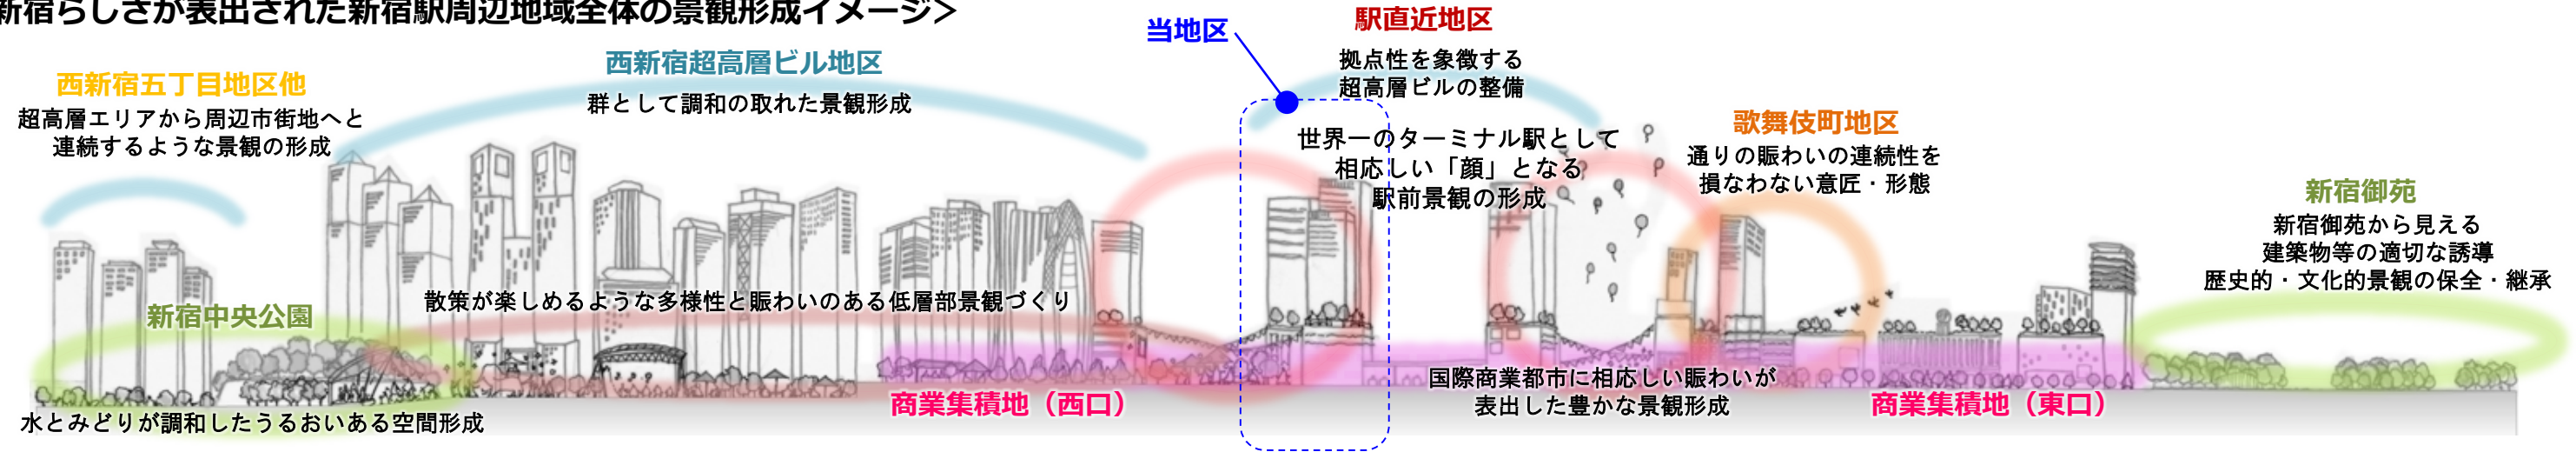 新宿らしさが表出された新宿駅周辺地域全体の景観形成イメージ＞
西新宿五丁目地区他
超高層エリアから周辺市街地へと
連続するような景観の形成
西新宿超高層ビル地区
群として調和の取れた景観形成
当地区
駅直近地区
拠点性を象徴する
超高層ビルの整備
世界一のターミナル駅として
相応しい「顔」となる
駅前景観の形成
歌舞伎町地区
通りの賑わいの連続性を
損なわない意匠・形態
新宿御苑
新宿御苑から見える
建築物等の適切な誘導
歴史的・文化的景観の保全・継承
新宿中央公園
散策が楽しめるような多様性と賑わいのある低層部景観づくり
水とみどりが調和したうるおいある空間形成
商業集積地（西口）
国際商業都市に相応しい賑わいが
表出した豊かな景観形成
商業集積地（東口）